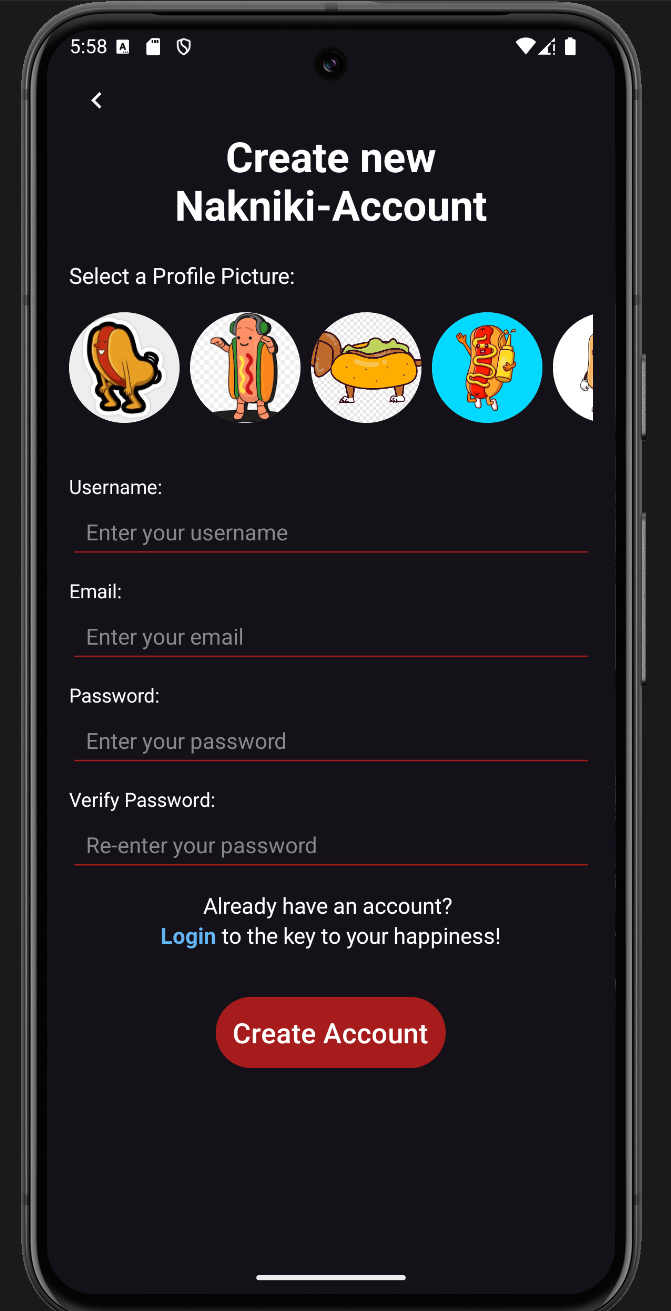 5:58 A
Create new
Nakniki-Account
Select a Profile Picture:
Username:
Enter your username
Email:
Enter your email
Password:
Enter your password
Verify Password:
Re-enter your password
Already have an account?
Login to the key to your happiness!
Create Account